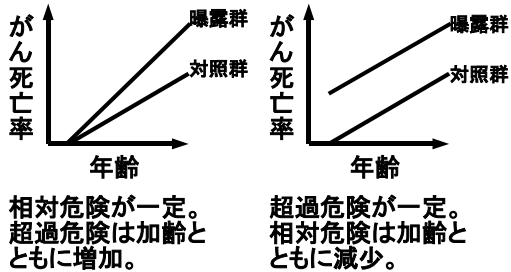 がん死亡率
曝露群
対照群
年齢
相対危険が一定。
超過危険は加齢と
ともに増加。
がん死亡率
曝露群
対照群
年齢
超過危険が一定。
相対危険は加齢と
ともに減少。